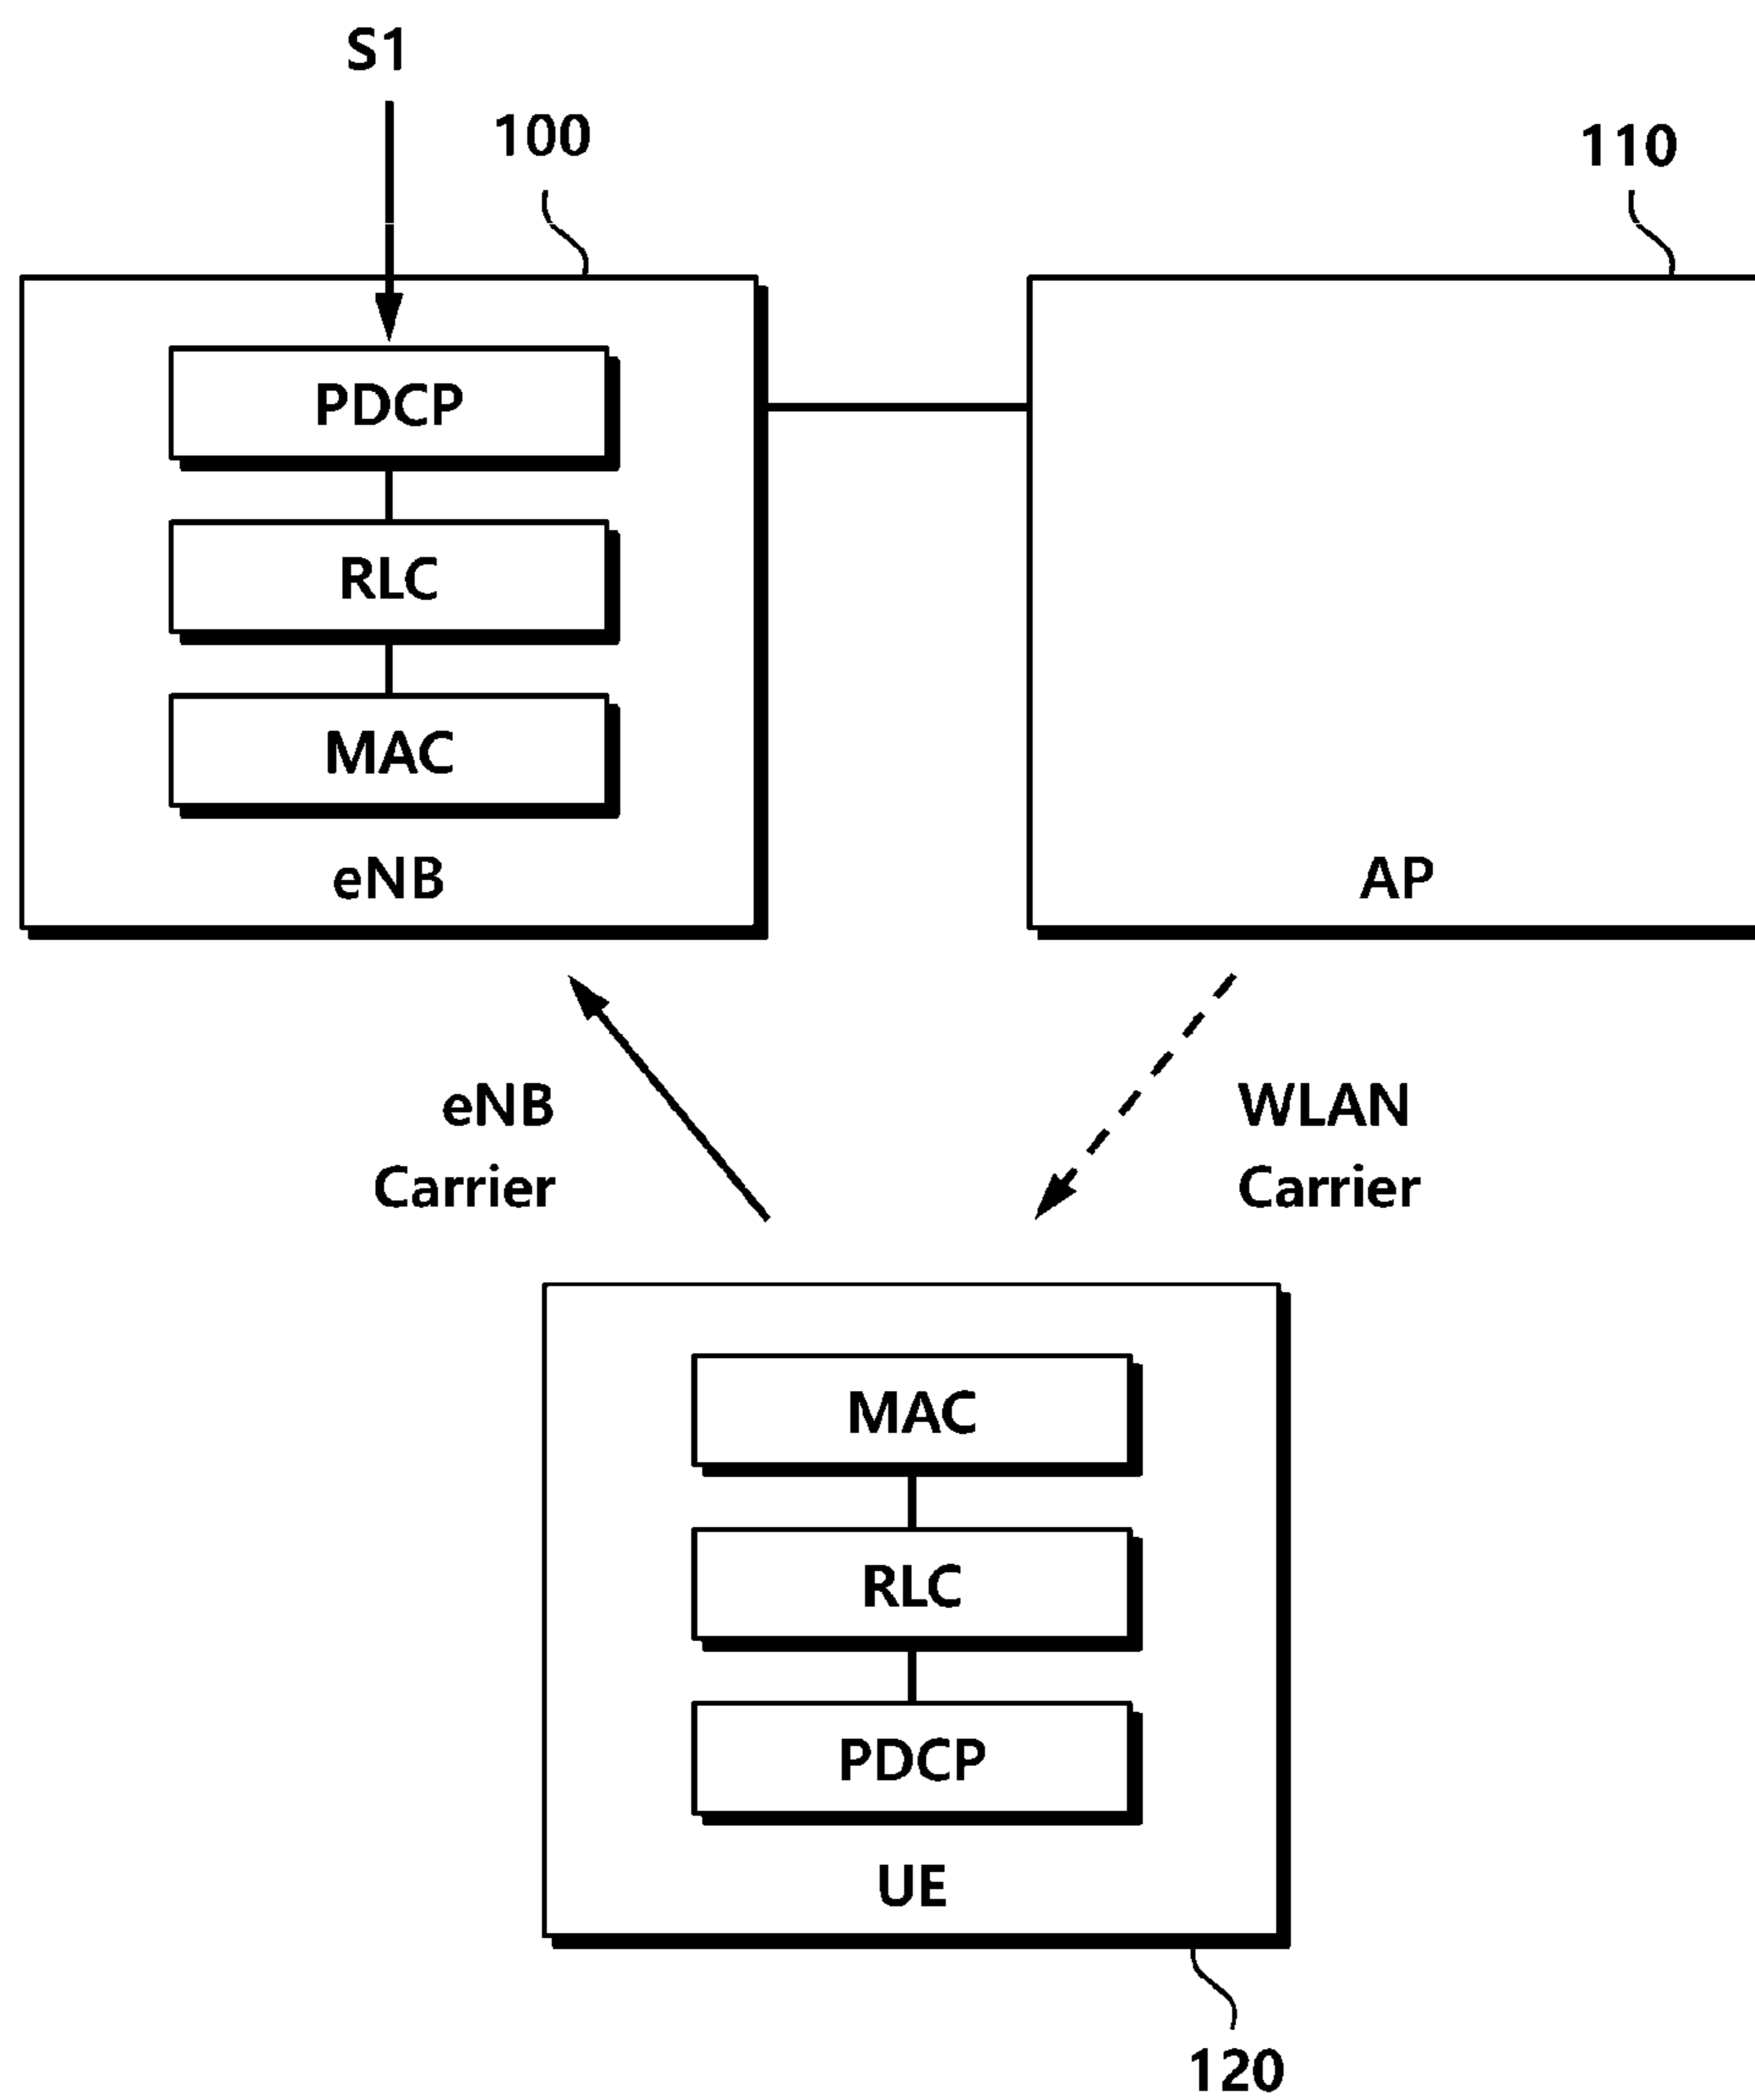 S1
100
110
PDCP
RLC
MAC
eNB
AP
eNB
Carrier
WLAN
Carrier
MAC
RLC
PDCP
UE
120